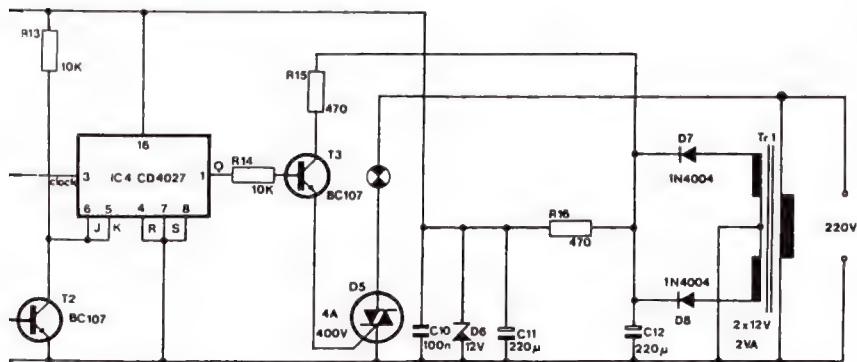 R13
10K
R15
470
16
3
clock
IC4 CD4027
1
Q
R14
10K
T3
BC107
6
5
4
7
8
J
K
R
S
T2
BC107
D5
4A
400V
C10
100n
D6
12V
C11
220µ
R16
470
C12
220µ
D7
1N4004
1N4004
D8
Tr 1
2x12V
2VA
220V